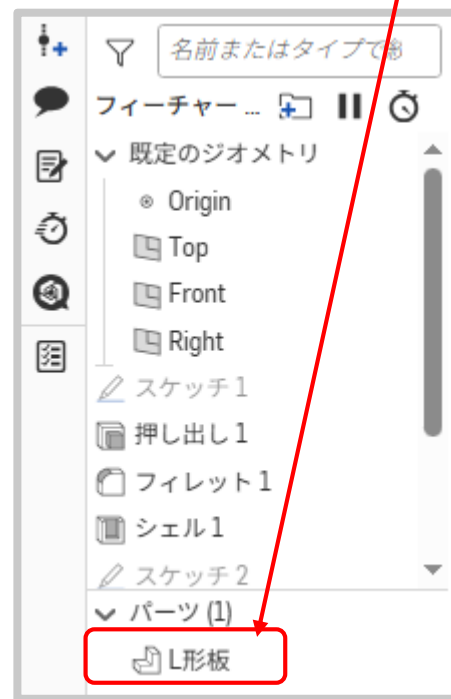 名前またはタイプで
フィーチャー ...
既定のジオメトリ
Origin
Top
Front
Right
スケッチ 1
押し出し 1
フィレット 1
シェル 1
スケッチ 2
パーツ (1)
L形板